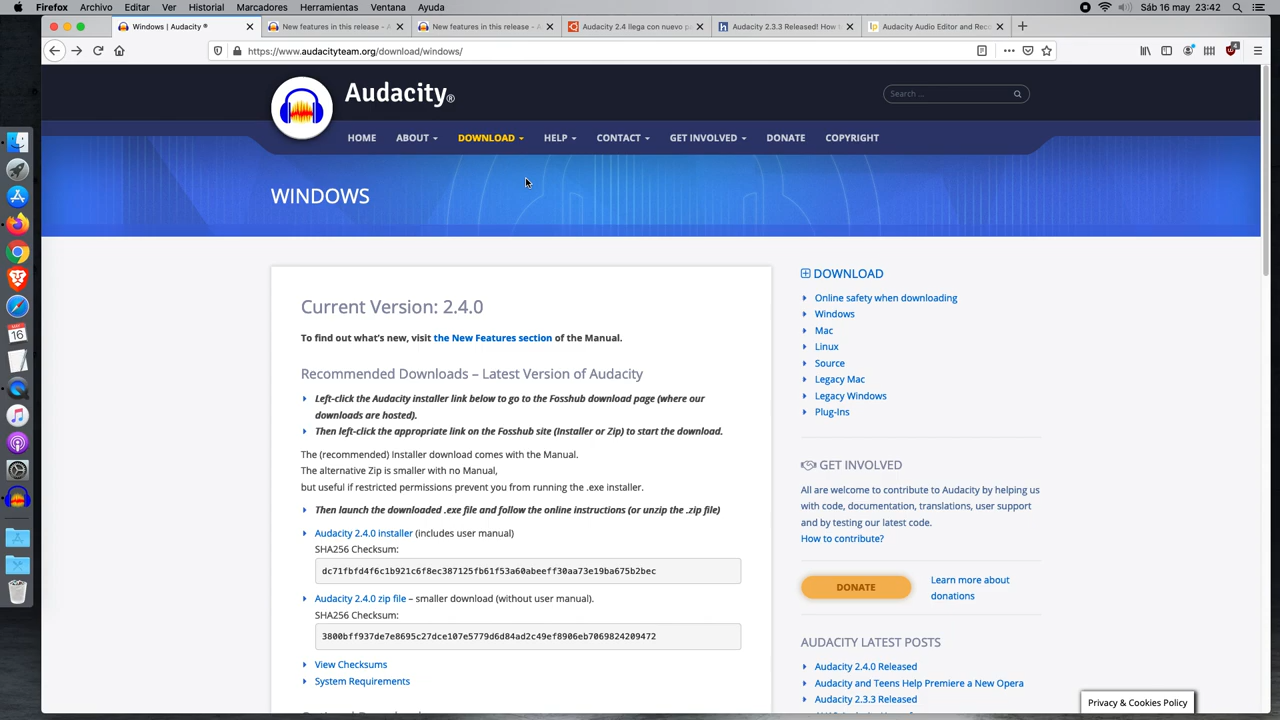 Firefox Archivo Editar Ver Historial Marcadores Herramientas Ventana Ayuda Sáb 16 may 23:42
Windows | Audacity ® New features in this release - A New features in this release - A Audacity 2.4 llega con nuevo p Audacity 2.3.3 Released! How t Audacity Audio Editor and Reco
https://www.audacityteam.org/download/windows/
Audacity®
Search ...
HOME ABOUT DOWNLOAD HELP CONTACT GET INVOLVED DONATE COPYRIGHT
WINDOWS
Current Version: 2.4.0
To find out what's new, visit the New Features section of the Manual.
Recommended Downloads – Latest Version of Audacity
Left-click the Audacity installer link below to go to the Fosshub download page (where our
downloads are hosted).
Then left-click the appropriate link on the Fosshub site (Installer or Zip) to start the download.
The (recommended) Installer download comes with the Manual.
The alternative Zip is smaller with no Manual,
but useful if restricted permissions prevent you from running the .exe installer.
Then launch the downloaded .exe file and follow the online instructions (or unzip the .zip file)
Audacity 2.4.0 installer (includes user manual)
SHA256 Checksum:
dc71fbfd4f6c1b921c6f8ec387125fb61f53a60abeeff30aa73e19ba675b2bec
Audacity 2.4.0 zip file – smaller download (without user manual).
SHA256 Checksum:
3800bff937de7e8695c27dce107e5779d6d84ad2c49ef8906eb7069824209472
View Checksums
System Requirements
DOWNLOAD
Online safety when downloading
Windows
Mac
Linux
Source
Legacy Mac
Legacy Windows
Plug-Ins
GET INVOLVED
All are welcome to contribute to Audacity by helping us
with code, documentation, translations, user support
and by testing our latest code.
How to contribute?
DONATE
Learn more about
donations
AUDACITY LATEST POSTS
Audacity 2.4.0 Released
Audacity and Teens Help Premiere a New Opera
Audacity 2.3.3 Released
Privacy & Cookies Policy